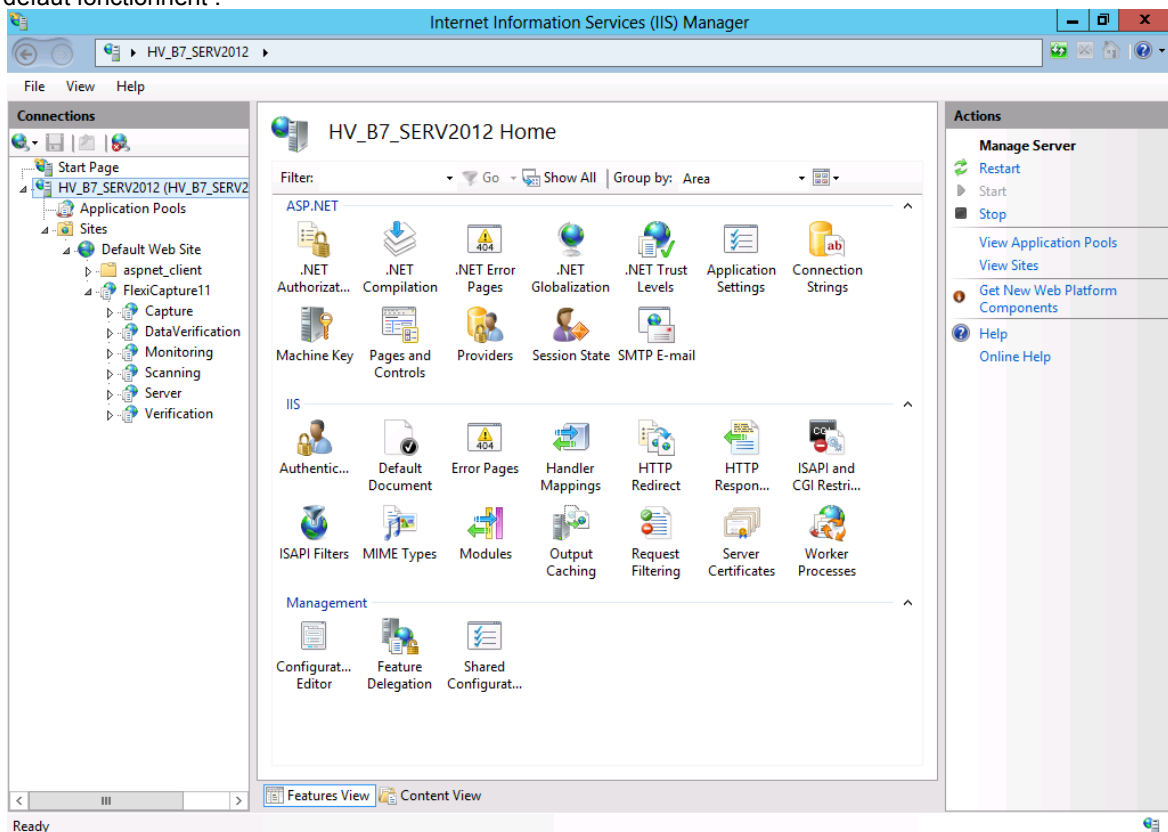 défaut fonctionnent :
Internet Information Services (IIS) Manager
HV_B7_SERV2012
File View Help
Connections
Start Page
HV_B7_SERV2012 (HV_B7_SERV2
Application Pools
Sites
Default Web Site
aspnet_client
FlexiCapture11
Capture
DataVerification
Monitoring
Scanning
Server
Verification
HV_B7_SERV2012 Home
Filter: Go Show All Group by: Area
ASP.NET
.NET Authorizat...
.NET Compilation
.NET Error Pages
.NET Globalization
.NET Trust Levels
Application Settings
Connection Strings
Machine Key
Pages and Controls
Providers
Session State
SMTP E-mail
IIS
Authentic...
Default Document
Error Pages
Handler Mappings
HTTP Redirect
HTTP Respon...
ISAPI and CGI Restri...
ISAPI Filters
MIME Types
Modules
Output Caching
Request Filtering
Server Certificates
Worker Processes
Management
Configurat... Editor
Feature Delegation
Shared Configurat...
Features View Content View
Actions
Manage Server
Restart
Start
Stop
View Application Pools
View Sites
Get New Web Platform
Components
Help
Online Help
Ready